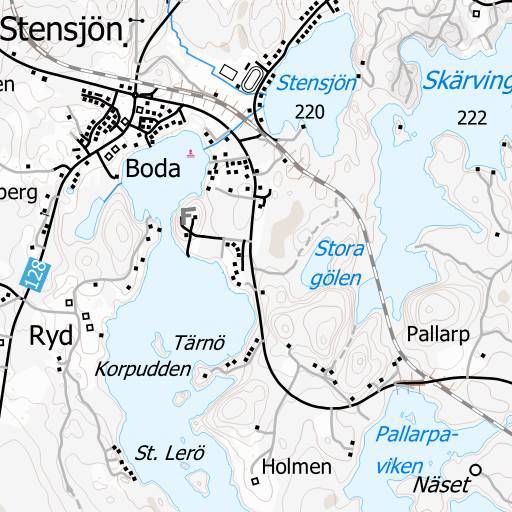 Stensjön
Skärving
Stensjön
en
220
222
Boda
berg
F
Stora
gölen
128
Ryd
Tärnö
Pallarp
Korpudden
Pallarpa-
viken
St. Lerö
Holmen
Näset